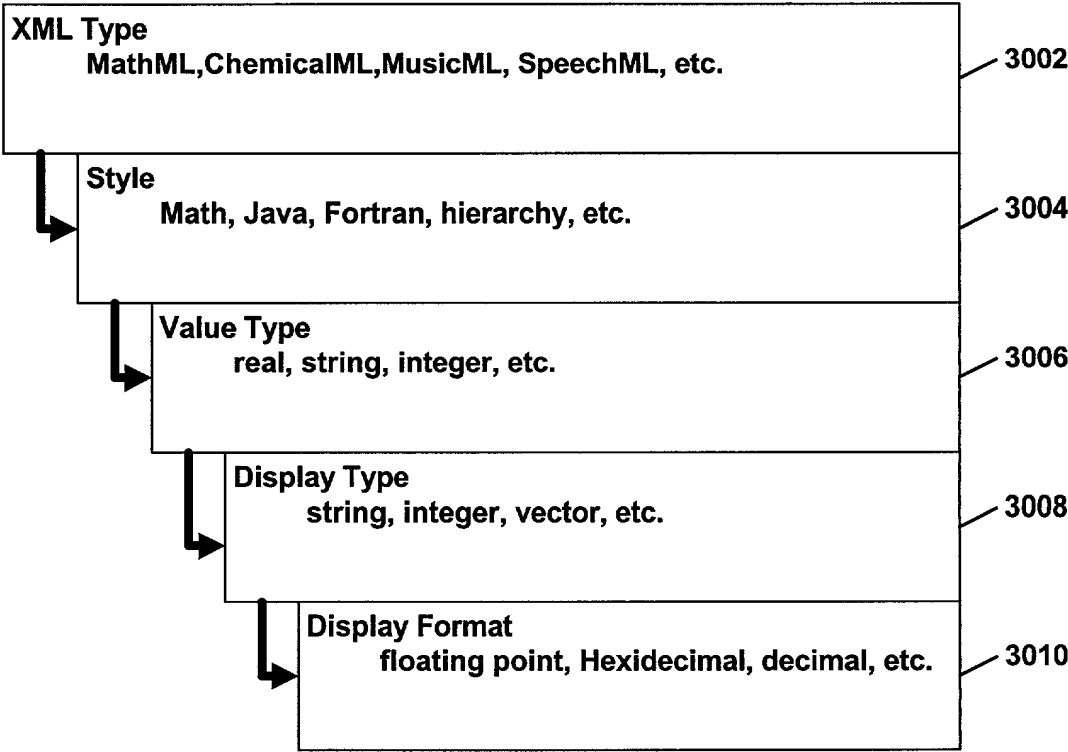 XML Type
MathML,ChemicalML,MusicML, SpeechML, etc.
3002
Style
Math, Java, Fortran, hierarchy, etc.
3004
Value Type
real, string, integer, etc.
3006
Display Type
string, integer, vector, etc.
3008
Display Format
floating point, Hexidecimal, decimal, etc.
3010